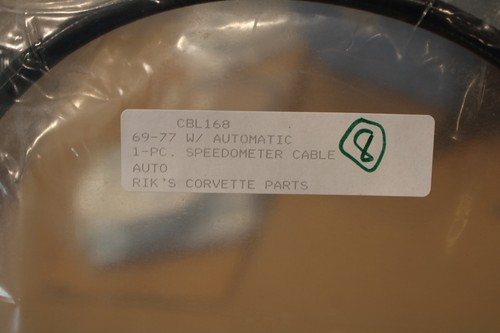 CBL168
69-77 W/ AUTOMATIC
1-PC. SPEEDOMETER CABLE
AUTO
RIK'S CORVETTE PARTS
8